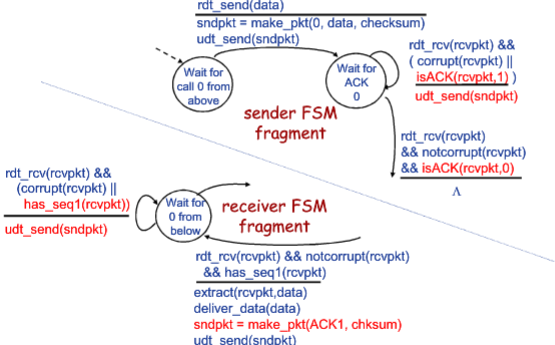 rdt_send(data)
sndpkt = make_pkt(0, data, checksum)
udt_send(sndpkt)
Wait for
call 0 from
above
Wait for
ACK
0
rdt_rcv(rcvpkt) &&
( corrupt(rcvpkt) ||
isACK(rcvpkt,1) )
udt_send(sndpkt)
sender FSM
fragment
rdt_rcv(rcvpkt)
&& notcorrupt(rcvpkt)
&& isACK(rcvpkt,0)
Λ
rdt_rcv(rcvpkt) &&
(corrupt(rcvpkt) ||
has_seq1(rcvpkt))
udt_send(sndpkt)
Wait for
0 from
below
receiver FSM
fragment
rdt_rcv(rcvpkt) && notcorrupt(rcvpkt)
&& has_seq1(rcvpkt)
extract(rcvpkt,data)
deliver_data(data)
sndpkt = make_pkt(ACK1, chksum)
udt_send(sndpkt)